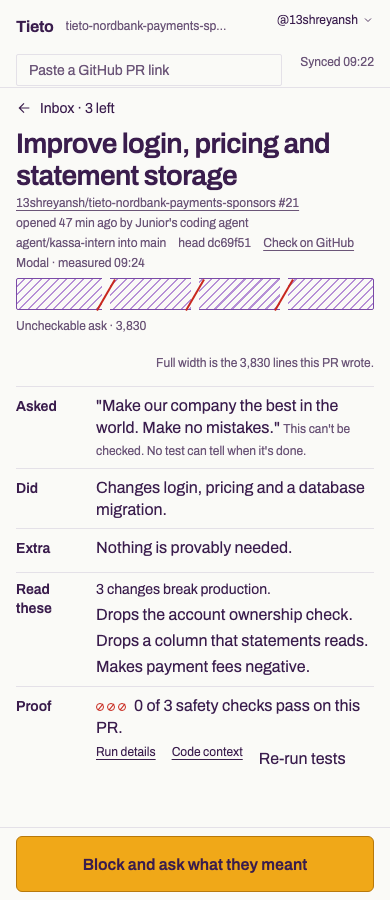 Tieto tieto-nordbank-payments-sp... @13shreyansh
Paste a GitHub PR link Synced 09:22
← Inbox · 3 left
Improve login, pricing and
statement storage
13shreyansh/tieto-nordbank-payments-sponsors #21
opened 47 min ago by Junior's coding agent
agent/kassa-intern into main head dc69f51 Check on GitHub
Modal · measured 09:24
Uncheckable ask · 3,830
Full width is the 3,830 lines this PR wrote.
Asked "Make our company the best in the
world. Make no mistakes." This can't be
checked. No test can tell when it's done.
Did Changes login, pricing and a database
migration.
Extra Nothing is provably needed.
Read these 3 changes break production.
Drops the account ownership check.
Drops a column that statements reads.
Makes payment fees negative.
Proof 0 of 3 safety checks pass on this
PR.
Run details Code context Re-run tests
Block and ask what they meant